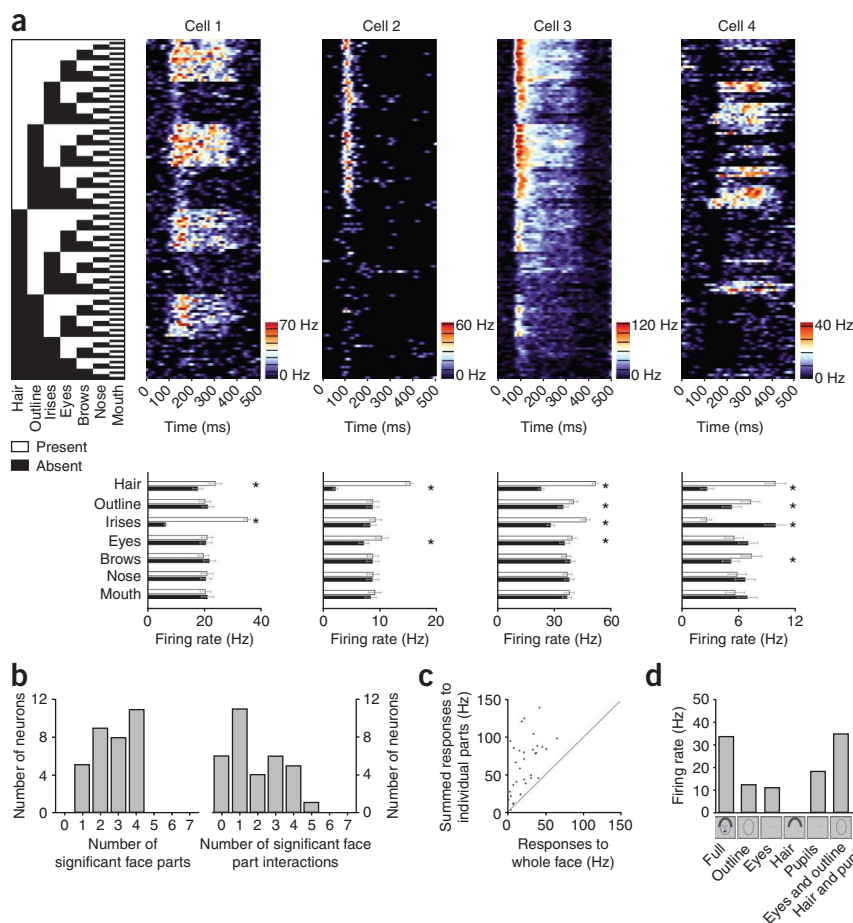 a
Cell 1 Cell 2 Cell 3 Cell 4
70 Hz 60 Hz 120 Hz 40 Hz
0 Hz 0 Hz 0 Hz 0 Hz
Hair Outline Irises Eyes Brows Nose Mouth
0 100 200 300 400 500 0 100 200 300 400 500 0 100 200 300 400 500 0 100 200 300 400 500
Time (ms) Time (ms) Time (ms) Time (ms)
Present
Absent
Hair * * * *
Outline * *
Irises * * *
Eyes * *
Brows *
Nose
Mouth
0 20 40 0 10 20 0 30 60 0 6 12
Firing rate (Hz) Firing rate (Hz) Firing rate (Hz) Firing rate (Hz)
b
Number of neurons
12
8
4
0
0 1 2 3 4 5 6 7
Number of significant face parts
12
8
4
0
Number of neurons
0 1 2 3 4 5 6 7
Number of significant face part interactions
c
Summed responses to individual parts (Hz)
150
100
50
0
0 50 100 150
Responses to whole face (Hz)
d
Firing rate (Hz)
50
40
30
20
10
0
Full
Outline
Eyes
Hair
Pupils
Eyes and outline
Hair and